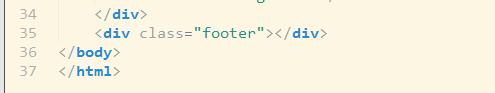 34 </div>
35 <div class="footer"></div>
36 </body>
37 </html>